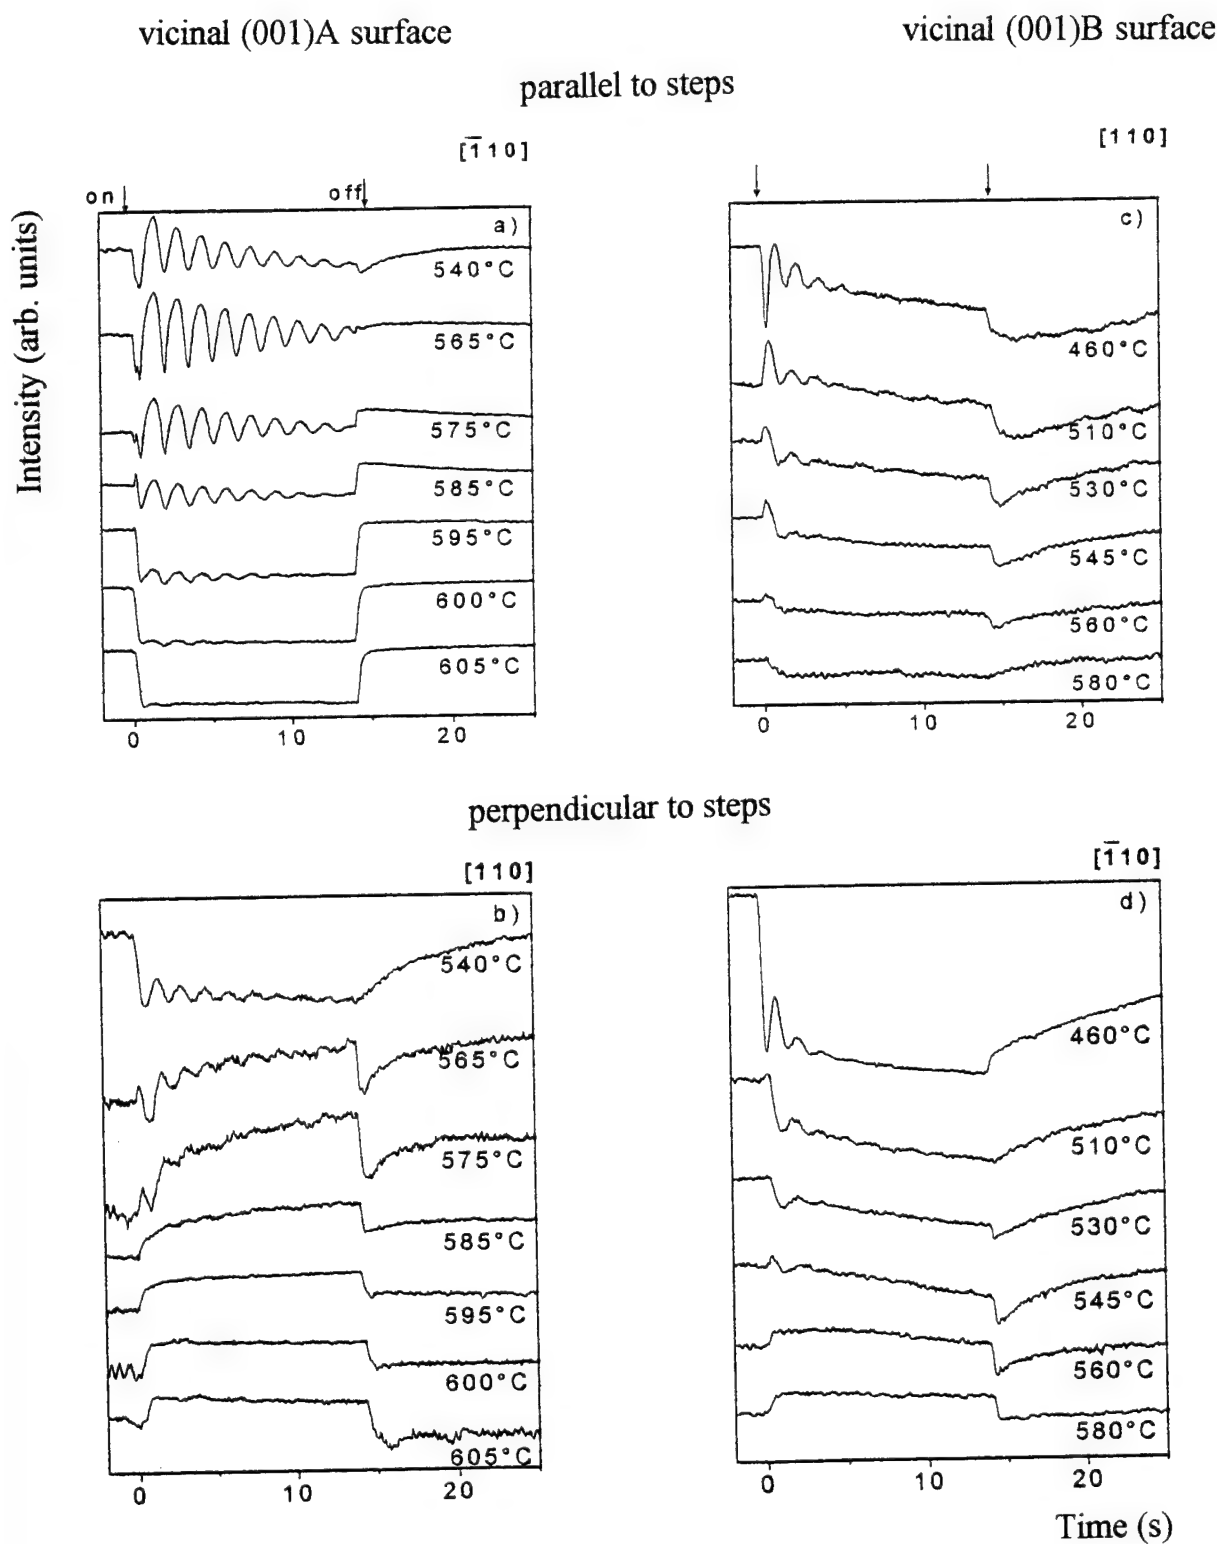 vicinal (001)A surface
vicinal (001)B surface
parallel to steps
[1̅10]
[110]
on
off
Intensity (arb. units)
a)
540°C
565°C
575°C
585°C
595°C
600°C
605°C
0 10 20
c)
460°C
510°C
530°C
545°C
560°C
580°C
0 10 20
perpendicular to steps
[110]
[1̅10]
b)
540°C
565°C
575°C
585°C
595°C
600°C
605°C
0 10 20
d)
460°C
510°C
530°C
545°C
560°C
580°C
0 10 20
Time (s)